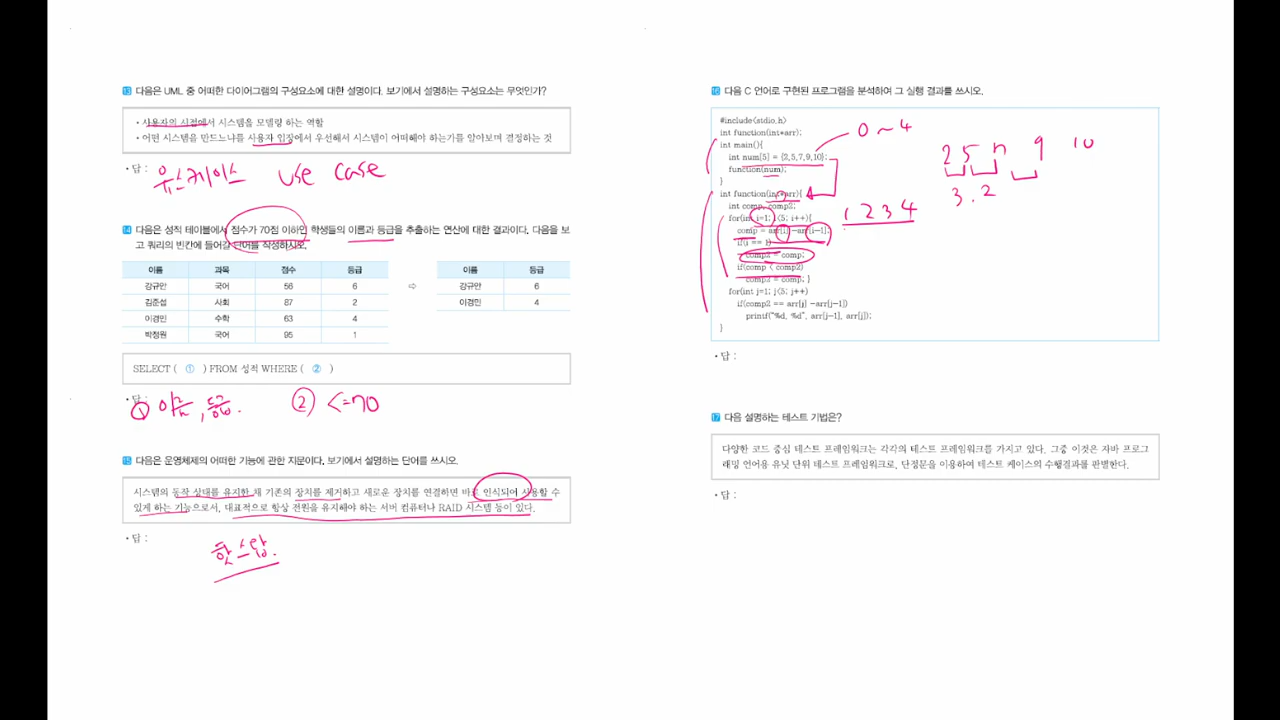 13 다음은 UML 중 어떠한 다이어그램의 구성요소에 대한 설명이다. 보기에서 설명하는 구성요소는 무엇인가?
• 사용자의 시점에서 시스템을 모델링 하는 역할
• 어떤 시스템을 만드느냐를 사용자 입장에서 우선해서 시스템이 어떠해야 하는가를 알아보며 결정하는 것
• 답 :
유스케이스 use case
14 다음은 성적 테이블에서 점수가 70점 이하인 학생들의 이름과 등급을 추출하는 연산에 대한 결과이다. 다음을 보
고 쿼리의 빈칸에 들어갈 단어를 작성하시오.
이름 과목 점수 등급
강규안 국어 56 6
김준섭 사회 87 2
이경민 수학 63 4
박정원 국어 95 1
⇨
이름 등급
강규안 6
이경민 4
SELECT ( ① ) FROM 성적 WHERE ( ② )
• 답 :
① 이름, 등급. ② <=70
15 다음은 운영체제의 어떠한 기능에 관한 지문이다. 보기에서 설명하는 단어를 쓰시오.
시스템의 동작 상태를 유지한 채 기존의 장치를 제거하고 새로운 장치를 연결하면 바로 인식되어 사용할 수
있게 하는 기능으로서, 대표적으로 항상 전원을 유지해야 하는 서버 컴퓨터나 RAID 시스템 등이 있다.
• 답 :
핫스왑.
16 다음 C 언어로 구현된 프로그램을 분석하여 그 실행 결과를 쓰시오.
#include<stdio.h>
int function(int*arr);
int main(){
int num[5] = {2,5,7,9,10};
function(num);
}
int function(int*arr){
int comp, comp2;
for(int i=1; i<5; i++){
comp = arr[i] -arr[i-1];
if(i == 1)
comp2 = comp;
if(comp < comp2)
comp2 = comp; }
for(int j=1; j<5; j++)
if(comp2 == arr[j] -arr[j-1])
printf("%d, %d", arr[j-1], arr[j]);
}
0 ~ 4
2 5 7 9 10
3. 2
1 2 3 4
• 답 :
17 다음 설명하는 테스트 기법은?
다양한 코드 중심 테스트 프레임워크는 각각의 테스트 프레임워크를 가지고 있다. 그중 이것은 자바 프로그
래밍 언어용 유닛 단위 테스트 프레임워크로, 단정문을 이용하여 테스트 케이스의 수행결과를 판별한다.
• 답 :